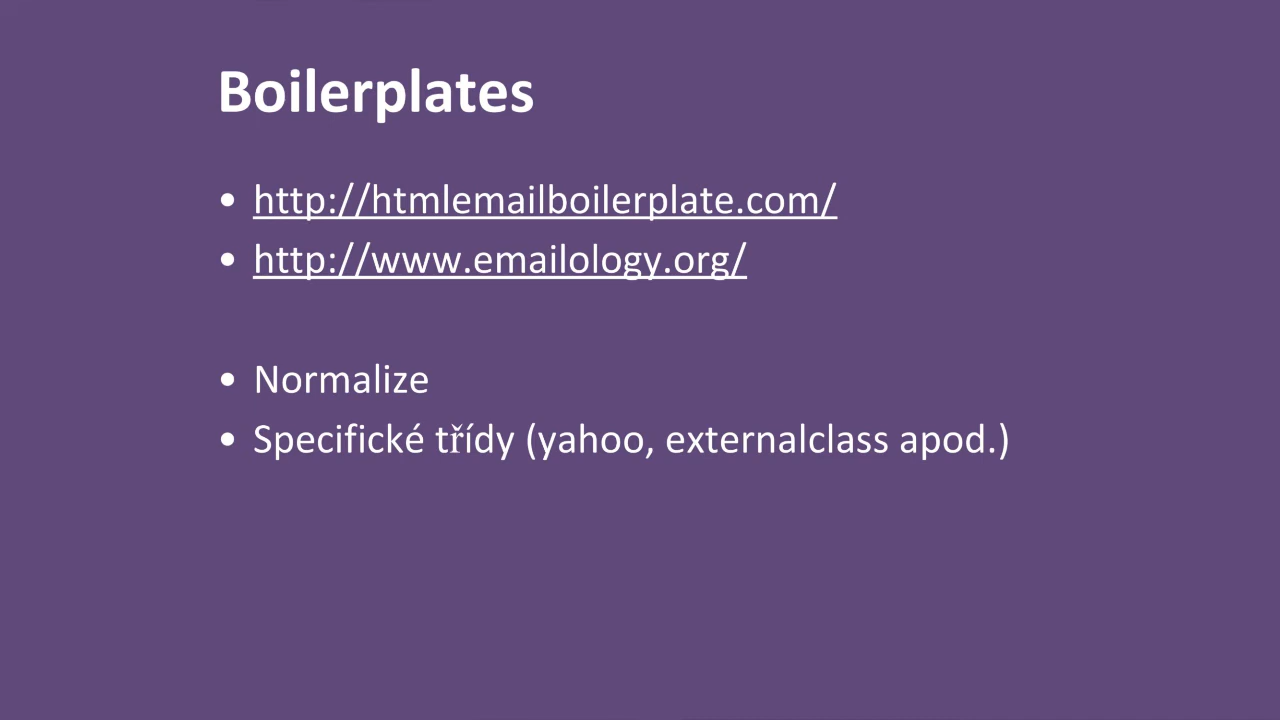 Boilerplates
• http://htmlemailboilerplate.com/
• http://www.emailology.org/
• Normalize
• Specifické třídy (yahoo, externalclass apod.)